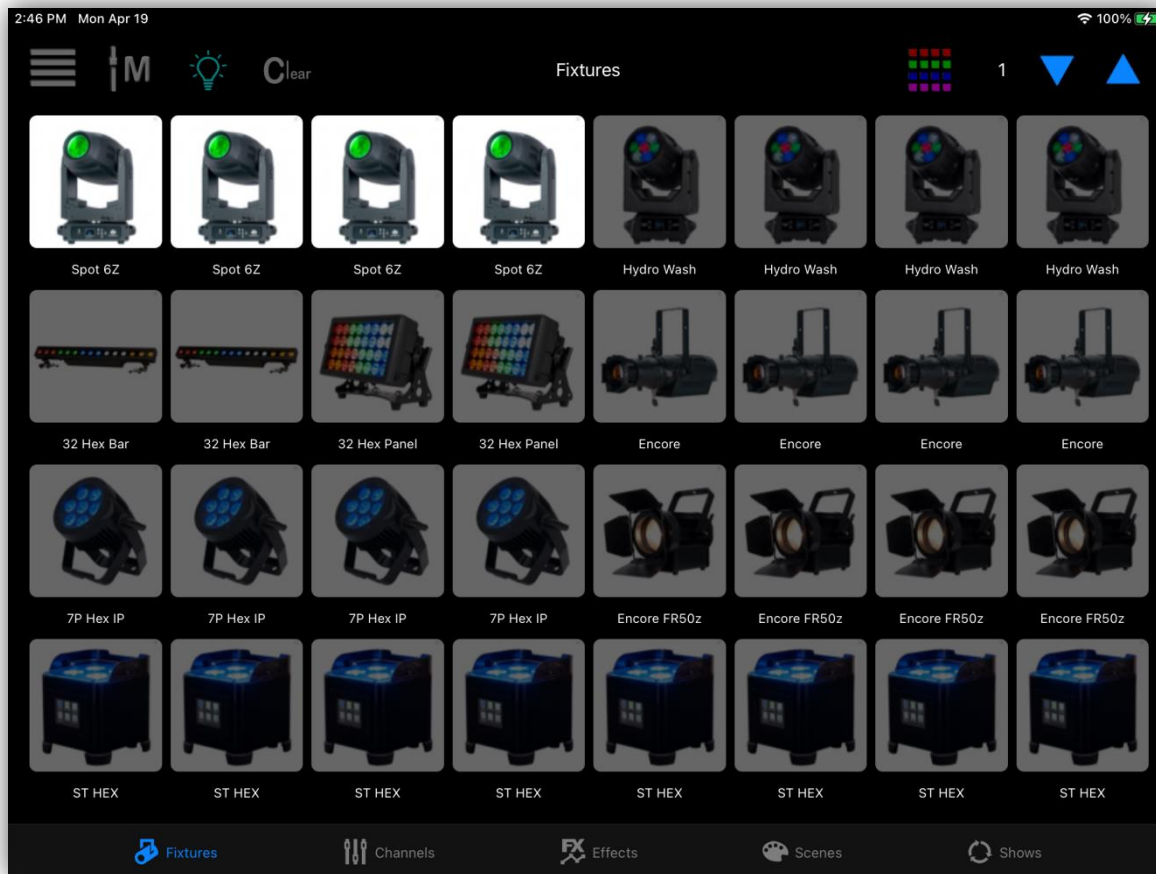 2:46 PM Mon Apr 19 100%
M Clear Fixtures 1
Spot 6Z Spot 6Z Spot 6Z Spot 6Z Hydro Wash Hydro Wash Hydro Wash Hydro Wash
32 Hex Bar 32 Hex Bar 32 Hex Panel 32 Hex Panel Encore Encore Encore Encore
7P Hex IP 7P Hex IP 7P Hex IP 7P Hex IP Encore FR50z Encore FR50z Encore FR50z Encore FR50z
ST HEX ST HEX ST HEX ST HEX ST HEX ST HEX ST HEX ST HEX
Fixtures Channels FX Effects Scenes Shows